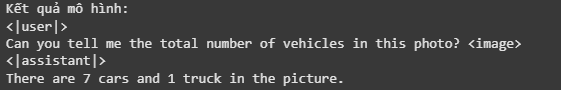 Kết quả mô hình:
<|user|>
Can you tell me the total number of vehicles in this photo? <image>
<|assistant|>
There are 7 cars and 1 truck in the picture.